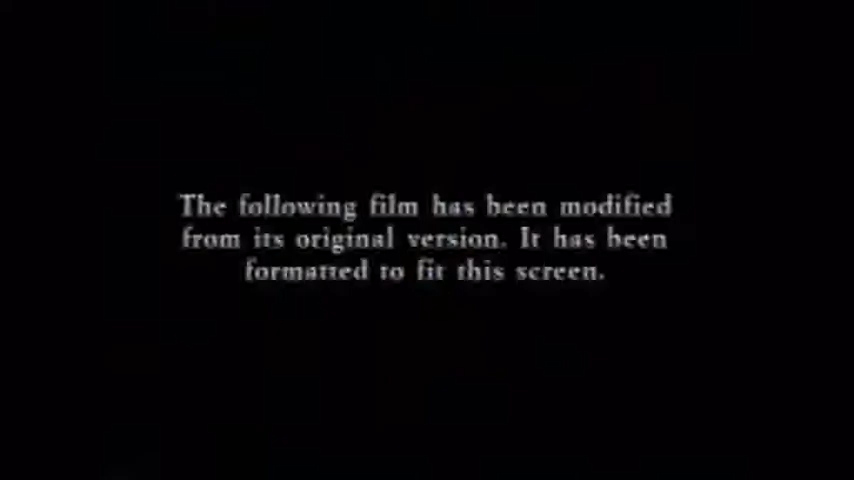 The following film has been modified
from its original version. It has been
formatted to fit this screen.